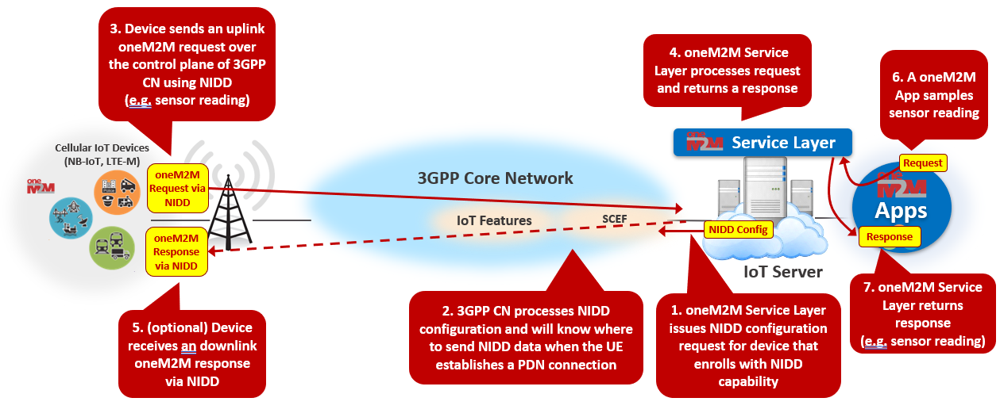 3. Device sends an uplink
oneM2M request over
the control plane of 3GPP
CN using NIDD
(e.g. sensor reading)
4. oneM2M Service
Layer processes request
and returns a response
6. A oneM2M
App samples
sensor reading
Cellular IoT Devices
(NB-IoT, LTE-M)
one
M2M
oneM2M
Request via
NIDD
oneM2M
Response
via NIDD
3GPP Core Network
IoT Features
SCEF
one
M2M
Service Layer
NIDD Config
IoT Server
Request
one
M2M
Apps
Response
5. (optional) Device
receives an downlink
oneM2M response
via NIDD
2. 3GPP CN processes NIDD
configuration and will know where
to send NIDD data when the UE
establishes a PDN connection
1. oneM2M Service Layer
issues NIDD configuration
request for device that
enrolls with NIDD
capability
7. oneM2M Service
Layer returns
response
(e.g. sensor reading)